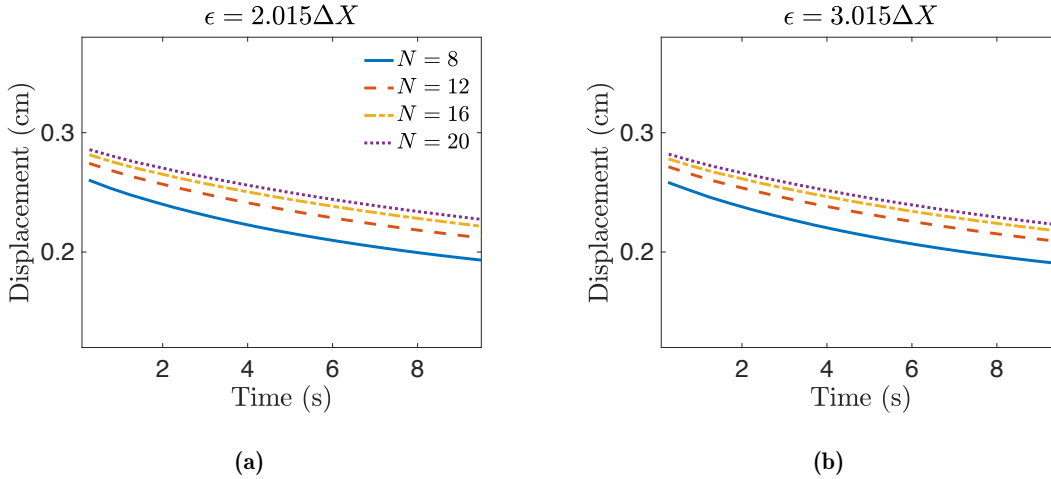 ϵ = 2.015ΔX
Displacement (cm)
0.3
0.2
N = 8
N = 12
N = 16
N = 20
2 4 6 8
Time (s)
(a)
ϵ = 3.015ΔX
Displacement (cm)
0.3
0.2
2 4 6 8
Time (s)
(b)